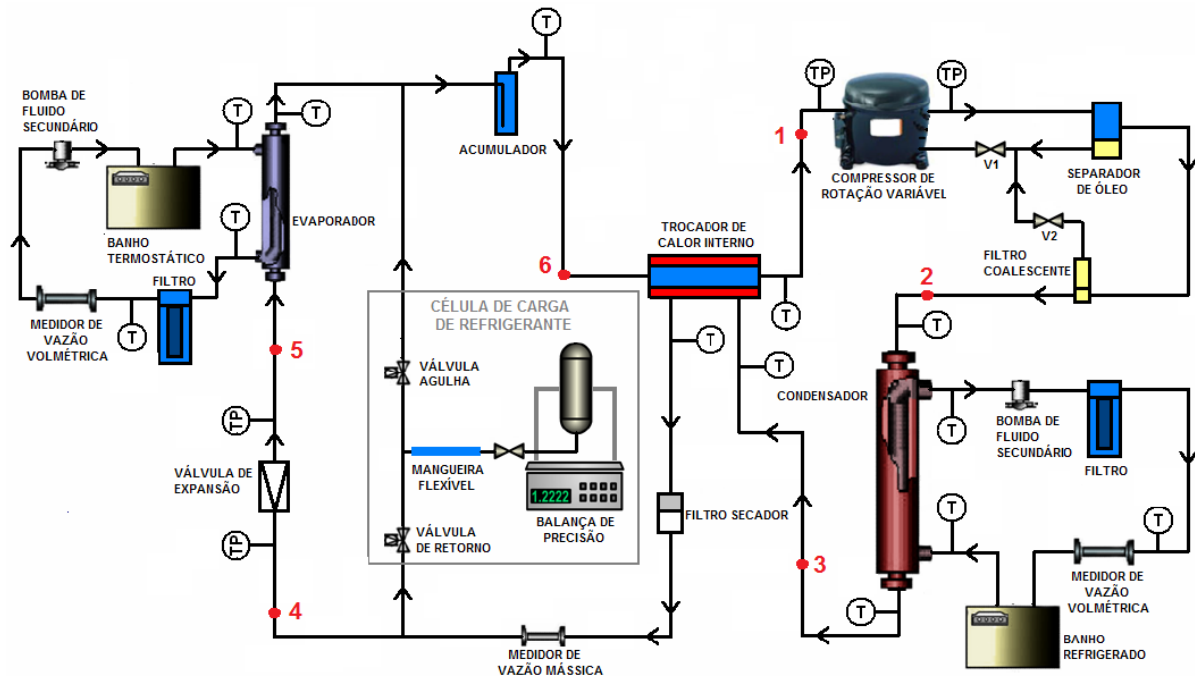 BOMBA DE
FLUIDO
SECUNDÁRIO
T
T
BANHO
TERMOSTÁTICO
EVAPORADOR
T
FILTRO
MEDIDOR DE
VAZÃO
VOLMÉTRICA
T
5
TP
VÁLVULA DE
EXPANSÃO
TP
4
T
ACUMULADOR
6
CÉLULA DE CARGA
DE REFRIGERANTE
VÁLVULA
AGULHA
MANGUEIRA
FLEXÍVEL
1.2222
BALANÇA DE
PRECISÃO
VÁLVULA
DE RETORNO
MEDIDOR DE
VAZÃO MÁSSICA
TROCADOR DE
CALOR INTERNO
T
T
T
FILTRO SECADOR
TP
TP
1
COMPRESSOR DE
ROTAÇÃO VARIÁVEL
V1
SEPARADOR
DE ÓLEO
V2
FILTRO
COALESCENTE
2
T
CONDENSADOR
T
BOMBA DE
FLUIDO
SECUNDÁRIO
FILTRO
3
T
T
T
MEDIDOR DE
VAZÃO
VOLMÉTRICA
BANHO
REFRIGERADO